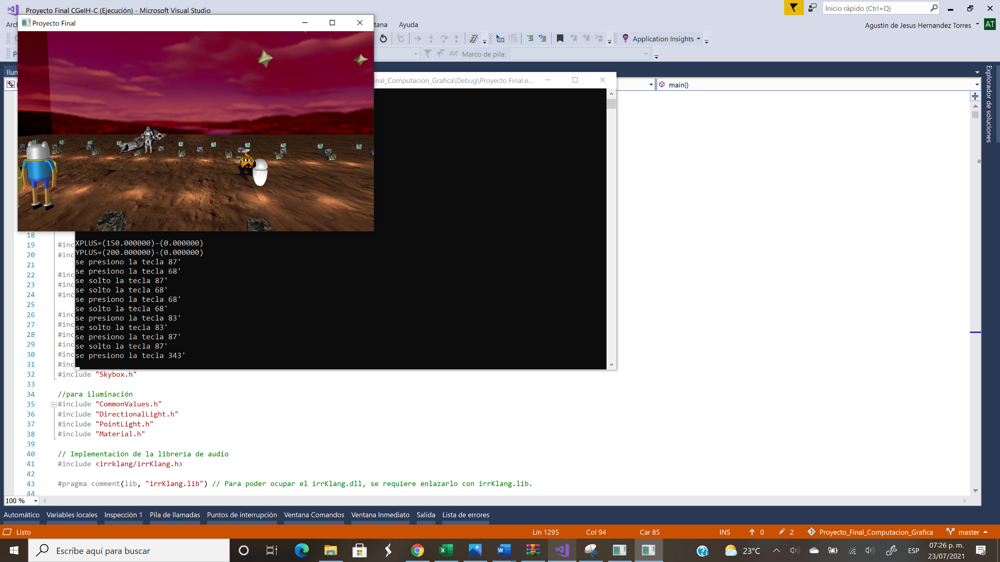 Proyecto Final CGeIH-C (Ejecución) - Microsoft Visual Studio
Inicio rápido (Ctrl+Q)
Proyecto Final
Ayuda
Agustin de Jesus Hernandez Torres
AT
Application Insights
Marco de pila:
inal_Computacion_Grafica\Debug\Proyecto Final.e...
main()
Explorador de soluciones
18
XPLUS=(150.000000)-(0.000000)
YPLUS=(200.000000)-(0.000000)
se presiono la tecla 87'
se presiono la tecla 68'
se solto la tecla 87'
se solto la tecla 68'
se presiono la tecla 68'
se solto la tecla 68'
se presiono la tecla 83'
se solto la tecla 83'
se presiono la tecla 87'
se solto la tecla 87'
se presiono la tecla 343'
19 #inc
20 #inc
21
22 #inc
23 #inc
24 #inc
25
26 #inc
27 #inc
28 #inc
29 #inc
30 #inc
31 #inc
32 #include "Skybox.h"
33
34 //para iluminación
35 #include "CommonValues.h"
36 #include "DirectionalLight.h"
37 #include "PointLight.h"
38 #include "Material.h"
39
40 // Implementación de la librería de audio
41 #include <irrklang/irrKlang.h>
42
43 #pragma comment(lib, "irrKlang.lib") // Para poder ocupar el irrKlang.dll, se requiere enlazarlo con irrKlang.lib.
44
100 %
Automático Variables locales Inspección 1 Pila de llamadas Puntos de interrupción Ventana Comandos Ventana Inmediato Salida Lista de errores
Listo Lín 1295 Col 94 Car 85 INS 0 2 Proyecto_Final_Computacion_Grafica master
Escribe aquí para buscar
23°C
ESP
07:26 p. m.
23/07/2021